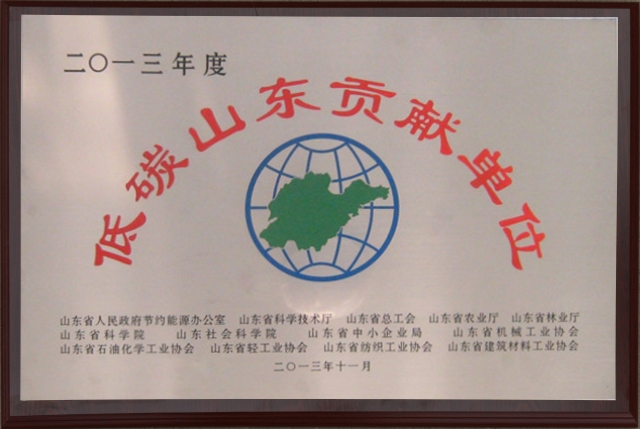 二〇一三年度
低碳山东贡献单位
山东省人民政府节约能源办公室 山东省科学技术厅 山东省总工会 山东省农业厅 山东省林业厅
山东省科学院 山东社会科学院 山东省中小企业局 山东省机械工业协会
山东省石油化学工业协会 山东省轻工业协会 山东省纺织工业协会 山东省建筑材料工业协会
二〇一三年十一月